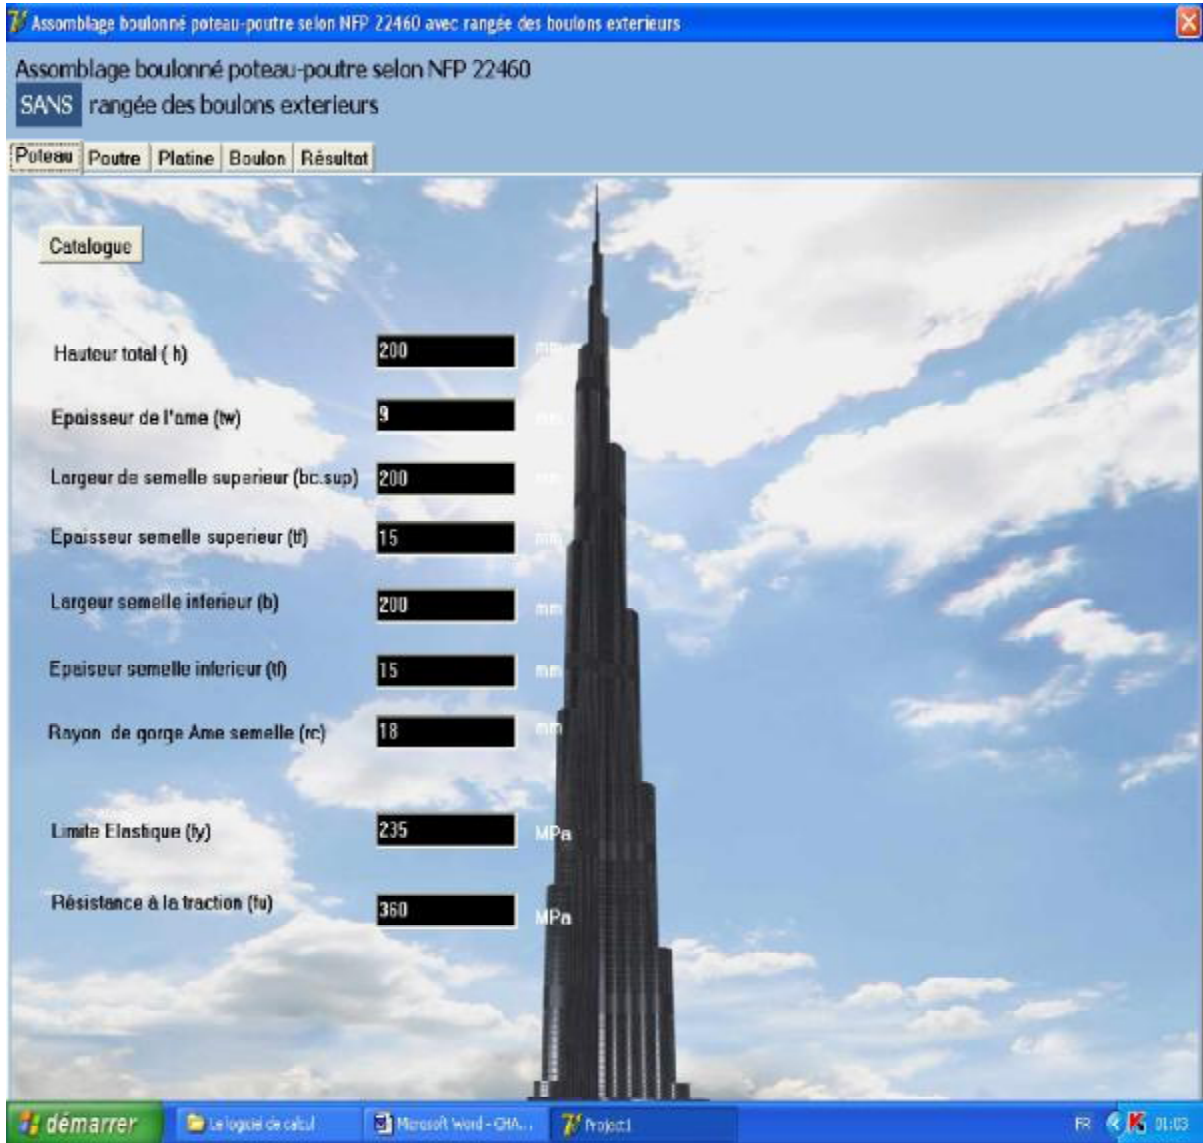 Assemblage boulonné poteau-poutre selon NFP 22460 avec rangée des boulons exterieurs
Assomblage boulonné poteau-poutre selon NFP 22460
SANS rangée des boulons exterieurs
Poteau Poutre Platine Boulon Résultat
Catalogue
Hauteur total ( h) 200 mm
Epaisseur de l'ame (tw) 9 mm
Largeur de semelle superieur (bc.sup) 200 mm
Epaisseur semelle superieur (tf) 15 mm
Largeur semelle inferieur (b) 200 mm
Epaiseur semelle inferieur (tf) 15 mm
Rayon de gorge Ame semelle (rc) 18 mm
Limite Elastique (fy) 235 MPa
Résistance à la traction (fu) 360 MPa
démarrer Le logiciel de calcul Microsoft Word - CHA... Project1 FR 01:03